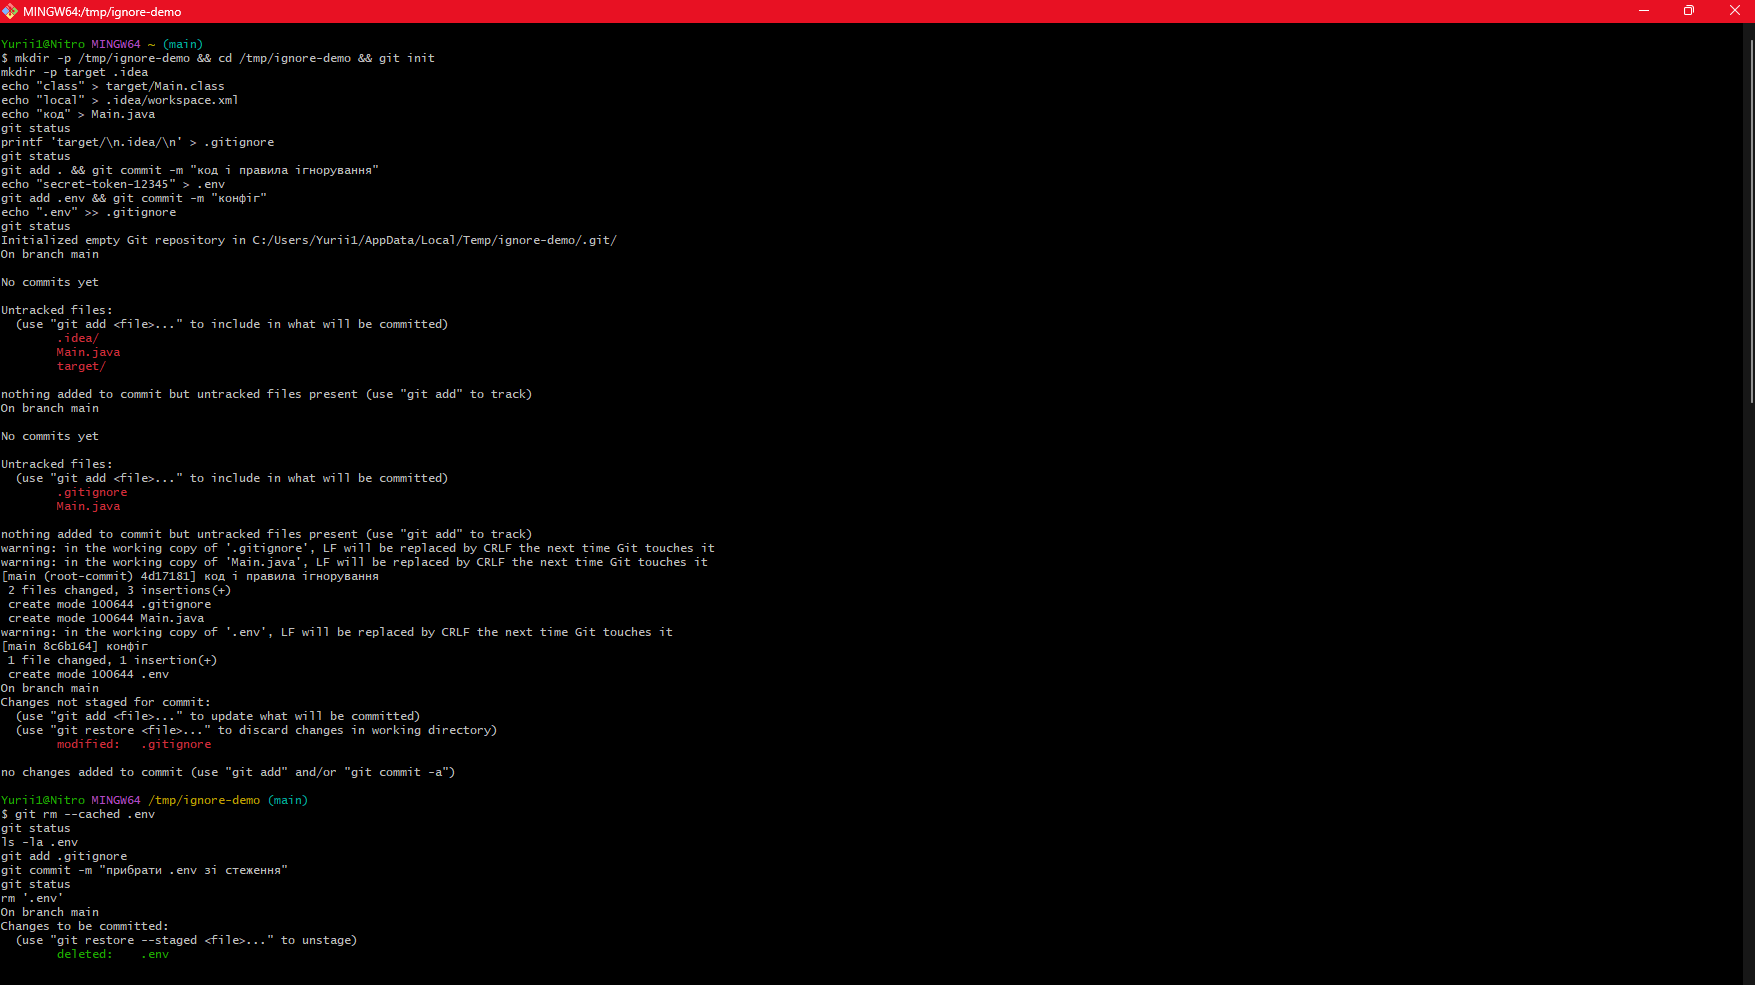 MINGW64:/tmp/ignore-demo
Yurii1@Nitro MINGW64 ~ (main)
$ mkdir -p /tmp/ignore-demo && cd /tmp/ignore-demo && git init
mkdir -p target .idea
echo "class" > target/Main.class
echo "local" > .idea/workspace.xml
echo "код" > Main.java
git status
printf 'target/\n.idea/\n' > .gitignore
git status
git add . && git commit -m "код і правила ігнорування"
echo "secret-token-12345" > .env
git add .env && git commit -m "конфіг"
echo ".env" >> .gitignore
git status
Initialized empty Git repository in C:/Users/Yurii1/AppData/Local/Temp/ignore-demo/.git/
On branch main

No commits yet

Untracked files:
  (use "git add <file>..." to include in what will be committed)
        .idea/
        Main.java
        target/

nothing added to commit but untracked files present (use "git add" to track)
On branch main

No commits yet

Untracked files:
  (use "git add <file>..." to include in what will be committed)
        .gitignore
        Main.java

nothing added to commit but untracked files present (use "git add" to track)
warning: in the working copy of '.gitignore', LF will be replaced by CRLF the next time Git touches it
warning: in the working copy of 'Main.java', LF will be replaced by CRLF the next time Git touches it
[main (root-commit) 4d17181] код і правила ігнорування
 2 files changed, 3 insertions(+)
 create mode 100644 .gitignore
 create mode 100644 Main.java
warning: in the working copy of '.env', LF will be replaced by CRLF the next time Git touches it
[main 8c6b164] конфіг
 1 file changed, 1 insertion(+)
 create mode 100644 .env
On branch main
Changes not staged for commit:
  (use "git add <file>..." to update what will be committed)
  (use "git restore <file>..." to discard changes in working directory)
        modified:   .gitignore

no changes added to commit (use "git add" and/or "git commit -a")

Yurii1@Nitro MINGW64 /tmp/ignore-demo (main)
$ git rm --cached .env
git status
ls -la .env
git add .gitignore
git commit -m "прибрати .env зі стеження"
git status
rm '.env'
On branch main
Changes to be committed:
  (use "git restore --staged <file>..." to unstage)
        deleted:    .env